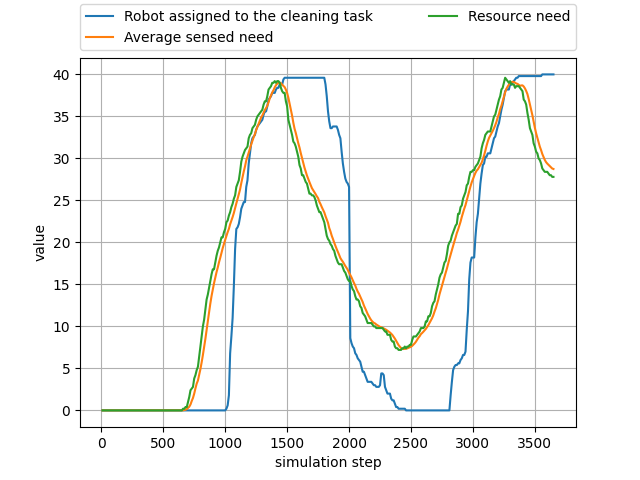 Robot assigned to the cleaning task
Average sensed need
Resource need
40
35
30
25
20
15
10
5
0
value
0 500 1000 1500 2000 2500 3000 3500
simulation step